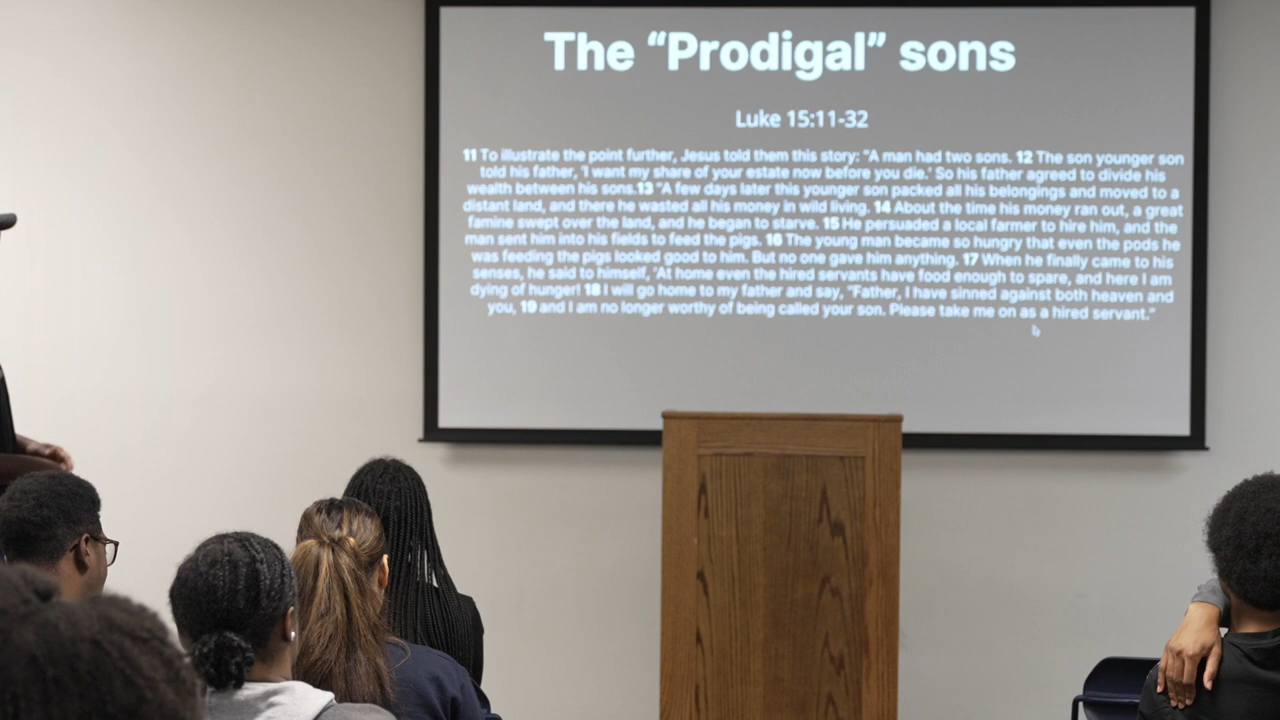 The “Prodigal” sons
Luke 15:11-32
11 To illustrate the point further, Jesus told them this story: “A man had two sons. 12 The son younger son
told his father, ‘I want my share of your estate now before you die.’ So his father agreed to divide his
wealth between his sons.13 “A few days later this younger son packed all his belongings and moved to a
distant land, and there he wasted all his money in wild living. 14 About the time his money ran out, a great
famine swept over the land, and he began to starve. 15 He persuaded a local farmer to hire him, and the
man sent him into his fields to feed the pigs. 16 The young man became so hungry that even the pods he
was feeding the pigs looked good to him. But no one gave him anything. 17 When he finally came to his
senses, he said to himself, ‘At home even the hired servants have food enough to spare, and here I am
dying of hunger! 18 I will go home to my father and say, “Father, I have sinned against both heaven and
you, 19 and I am no longer worthy of being called your son. Please take me on as a hired servant.”